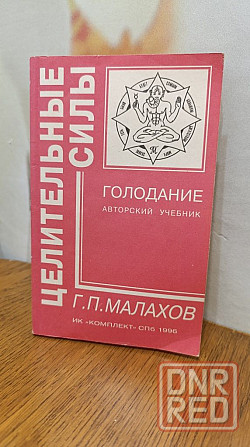 ЦЕЛИТЕЛЬНЫЕ
СИЛЫ
ГОЛОДАНИЕ
АВТОРСКИЙ УЧЕБНИК
Г.П.МАЛАХОВ
ИК «КОМПЛЕКТ» СПб 1996
DNR
RED